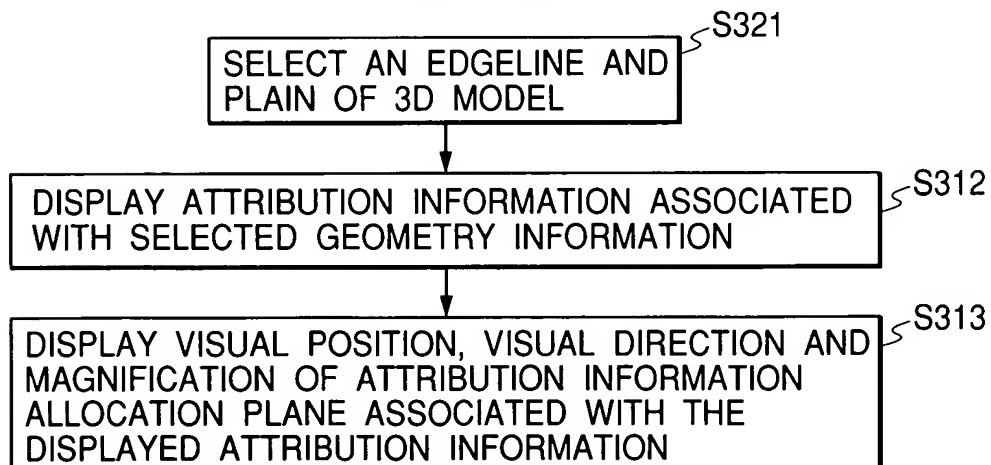 S321
SELECT AN EDGELINE AND
PLAIN OF 3D MODEL
S312
DISPLAY ATTRIBUTION INFORMATION ASSOCIATED
WITH SELECTED GEOMETRY INFORMATION
S313
DISPLAY VISUAL POSITION, VISUAL DIRECTION AND
MAGNIFICATION OF ATTRIBUTION INFORMATION
ALLOCATION PLANE ASSOCIATED WITH THE
DISPLAYED ATTRIBUTION INFORMATION